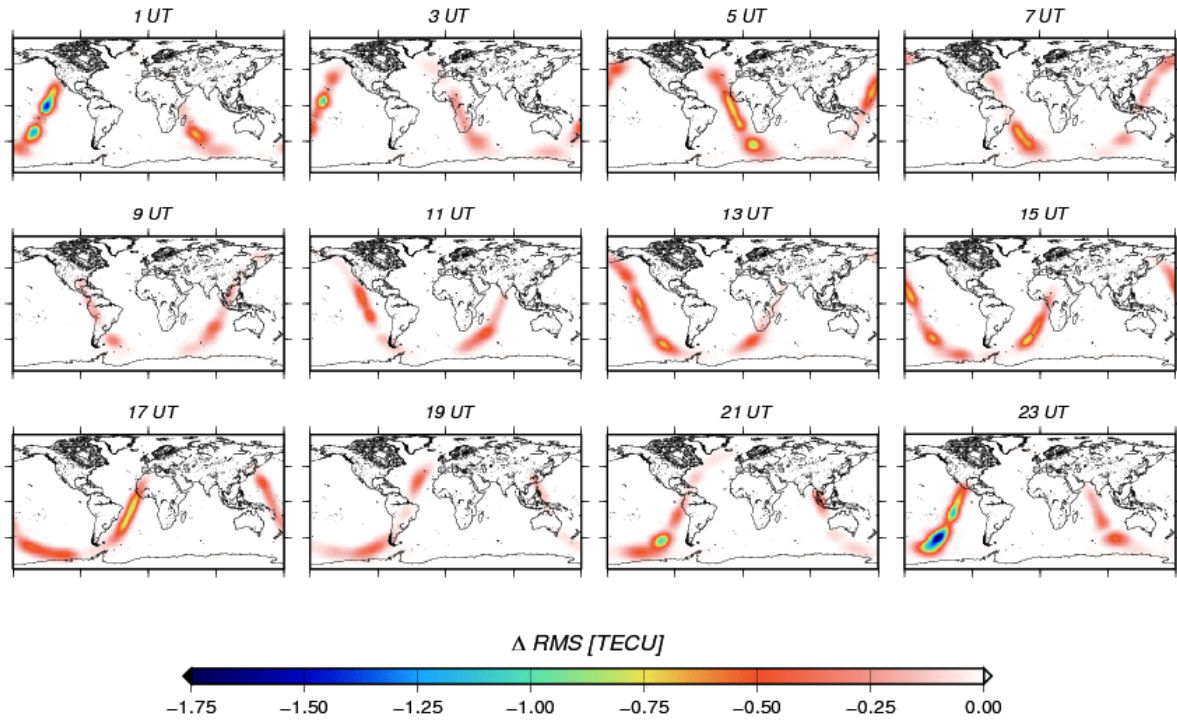 1 UT 3 UT 5 UT 7 UT
9 UT 11 UT 13 UT 15 UT
17 UT 19 UT 21 UT 23 UT
Δ RMS [TECU]
−1.75 −1.50 −1.25 −1.00 −0.75 −0.50 −0.25 0.00